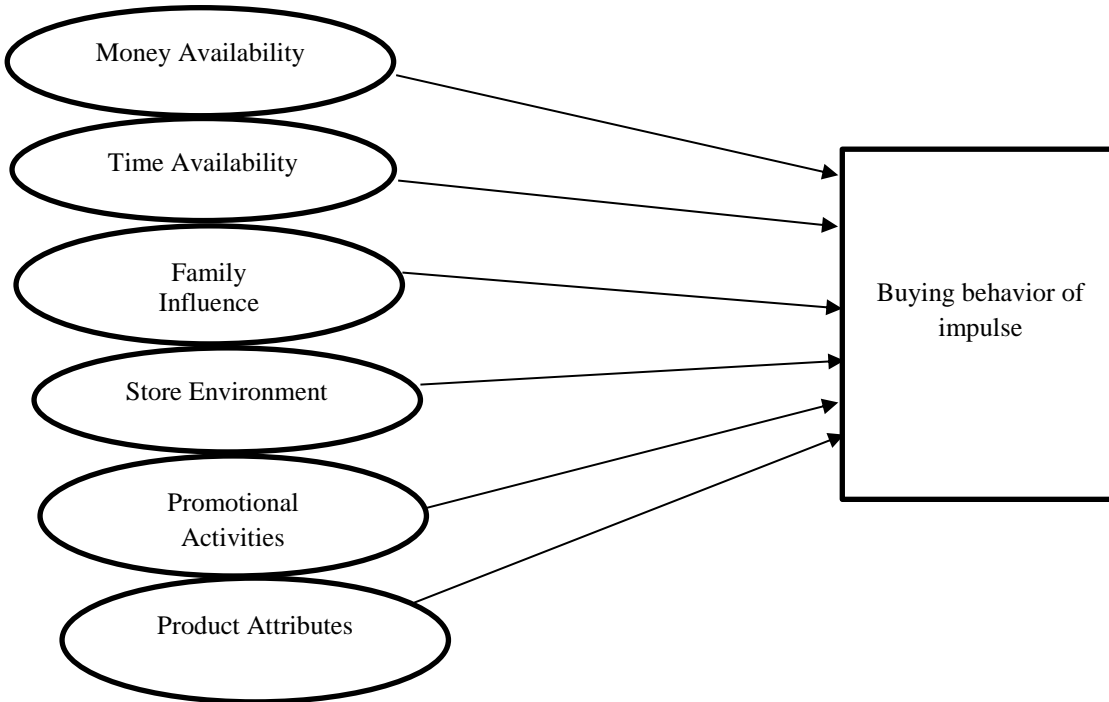 Money Availability
Time Availability
Family
Influence
Store Environment
Promotional
Activities
Product Attributes
Buying behavior of
impulse